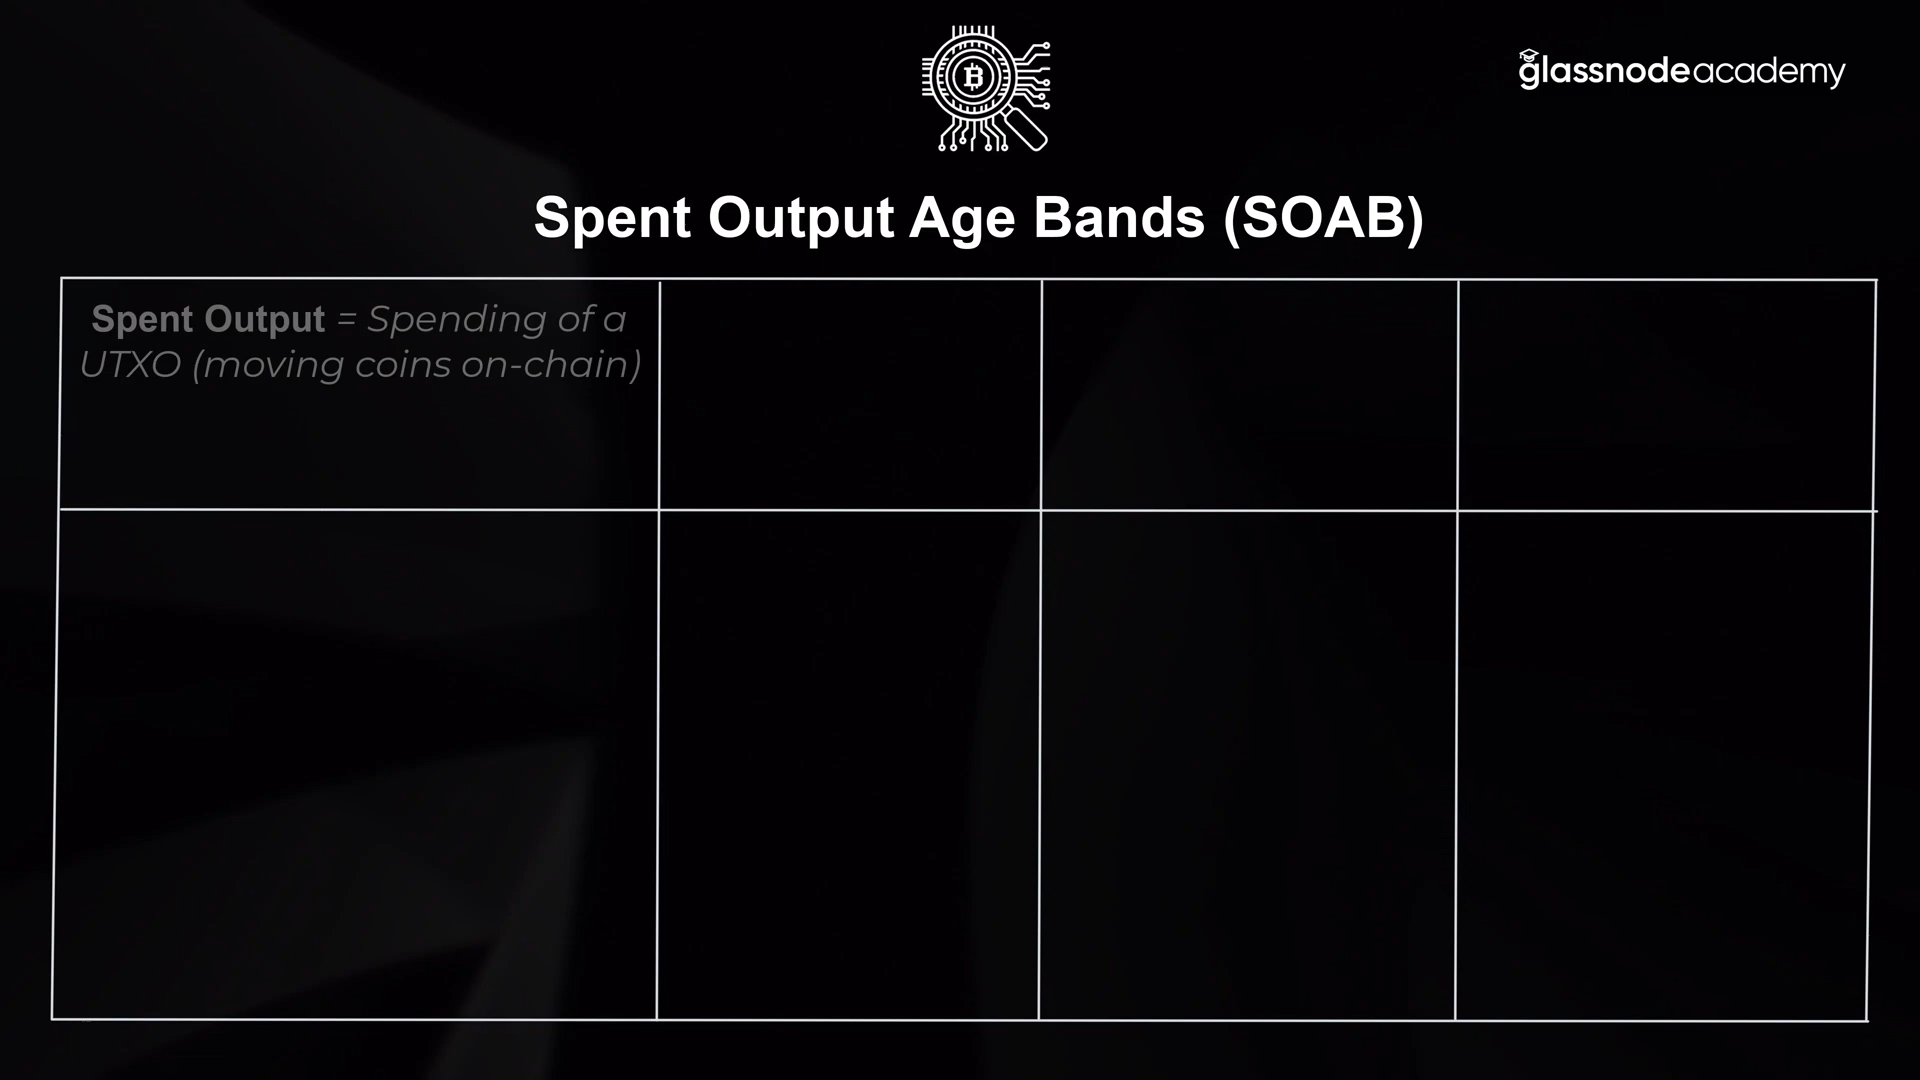 glassnodeacademy
Spent Output Age Bands (SOAB)
Spent Output = Spending of a
UTXO (moving coins on-chain)